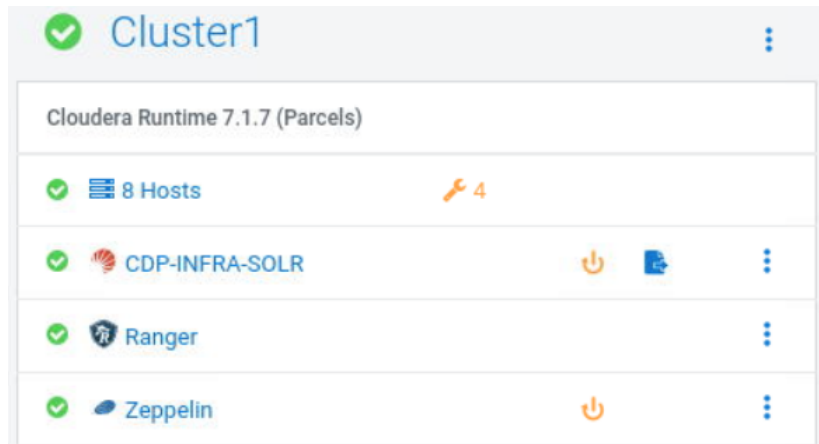 Cluster1
Cloudera Runtime 7.1.7 (Parcels)
8 Hosts 4
CDP-INFRA-SOLR
Ranger
Zeppelin